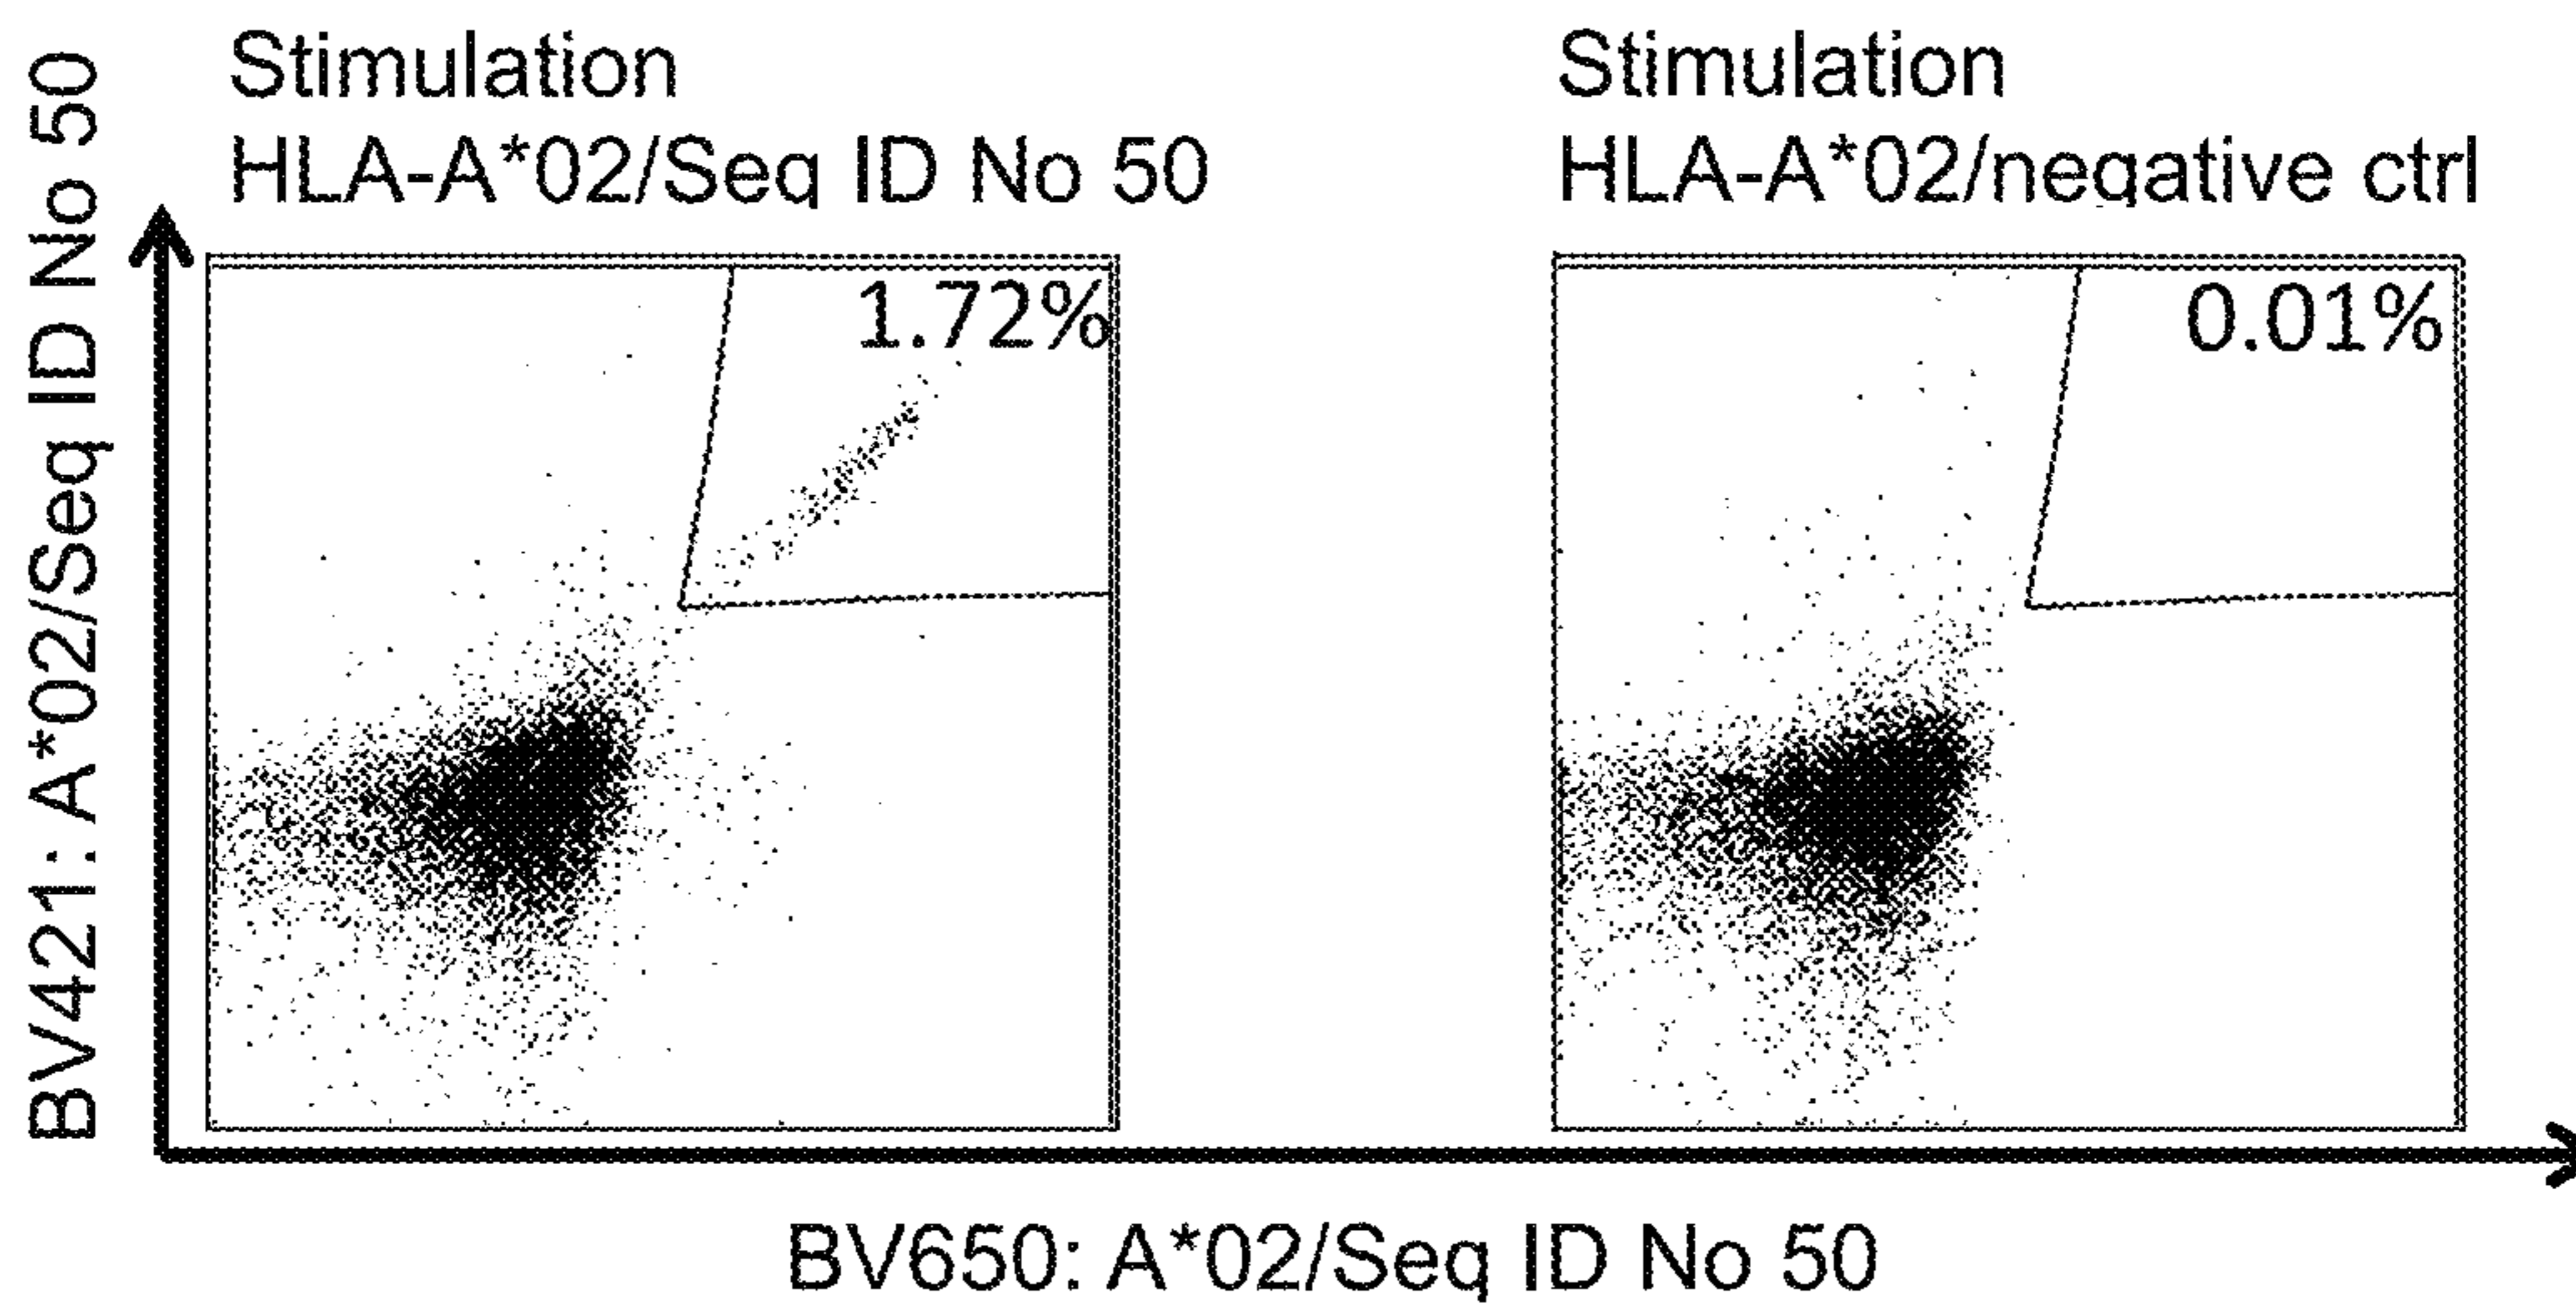 BV421: A*02/Seq ID No 50
Stimulation
HLA-A*02/Seq ID No 50
1.72%
Stimulation
HLA-A*02/negative ctrl
0.01%
BV650: A*02/Seq ID No 50